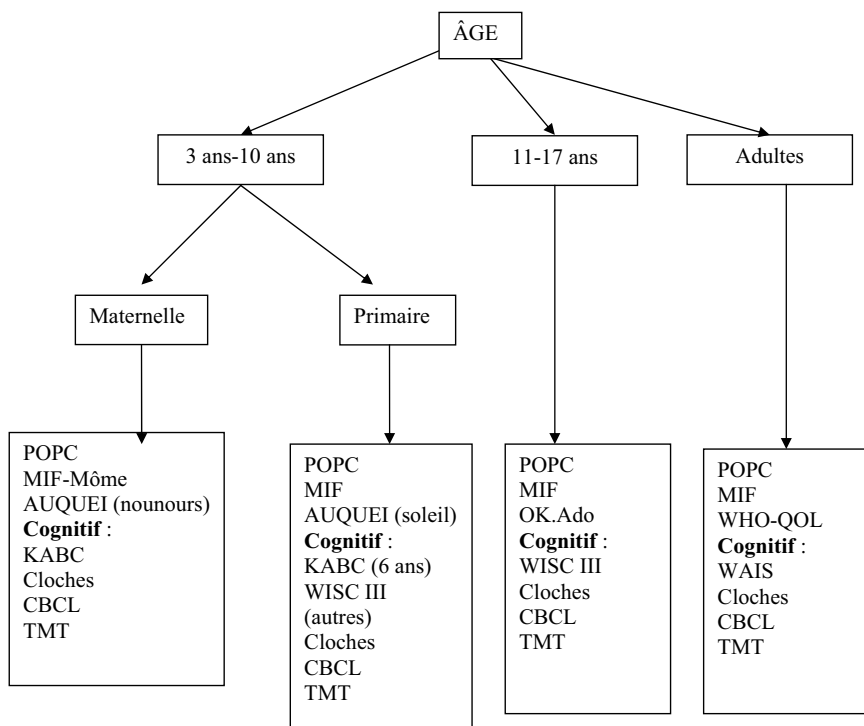 ÂGE
3 ans-10 ans
11-17 ans
Adultes
Maternelle
Primaire
POPC
MIF-Môme
AUQUEI (nounours)
Cognitif :
KABC
Cloches
CBCL
TMT
POPC
MIF
AUQUEI (soleil)
Cognitif :
KABC (6 ans)
WISC III
(autres)
Cloches
CBCL
TMT
POPC
MIF
OK.Ado
Cognitif :
WISC III
Cloches
CBCL
TMT
POPC
MIF
WHO-QOL
Cognitif :
WAIS
Cloches
CBCL
TMT